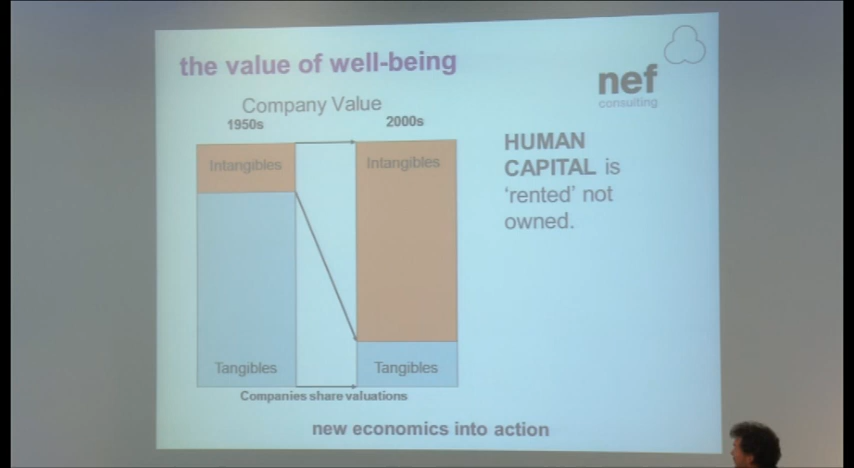 the value of well-being
nef
consulting
Company Value
1950s
2000s
Intangibles
Intangibles
HUMAN
CAPITAL is
‘rented’ not
owned.
Tangibles
Tangibles
Companies share valuations
new economics into action